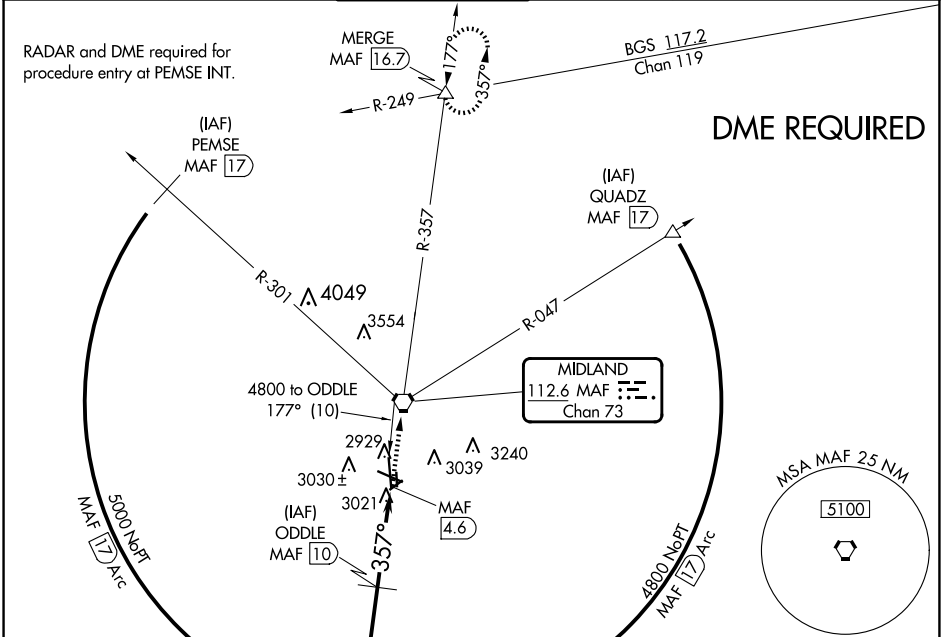 RADAR and DME required for
procedure entry at PEMSE INT.
MERGE
MAF 16.7
177°
357°
BGS 117.2
Chan 119
R-249
DME REQUIRED
(IAF)
PEMSE
MAF 17
(IAF)
QUADZ
MAF 17
R-357
R-301
4049
3554
R-047
MIDLAND
112.6 MAF
Chan 73
4800 to ODDLE
177° (10)
2929
3240
3039
3030 ±
3021
MAF
4.6
(IAF)
ODDLE
MAF 10
357°
5000 NoPT
MAF 17 Arc
4800 NoPT
MAF 17 Arc
MSA MAF 25 NM
5100